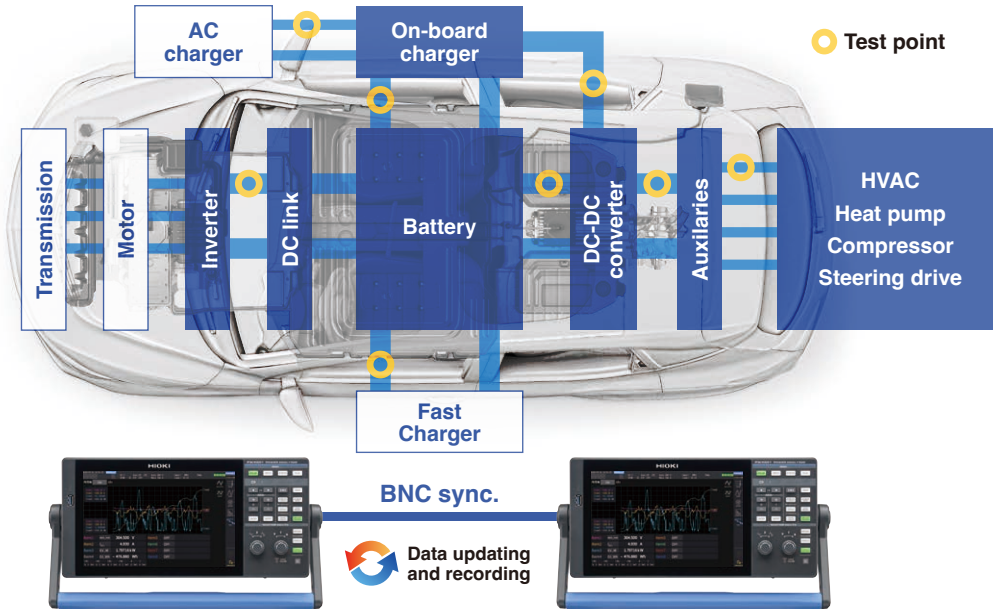 AC
charger
On-board
charger
Test point
Transmission
Motor
Inverter
DC link
Battery
DC-DC
converter
Auxilaries
HVAC
Heat pump
Compressor
Steering drive
Fast
Charger
HIOKI
BNC sync.
HIOKI
Data updating
and recording